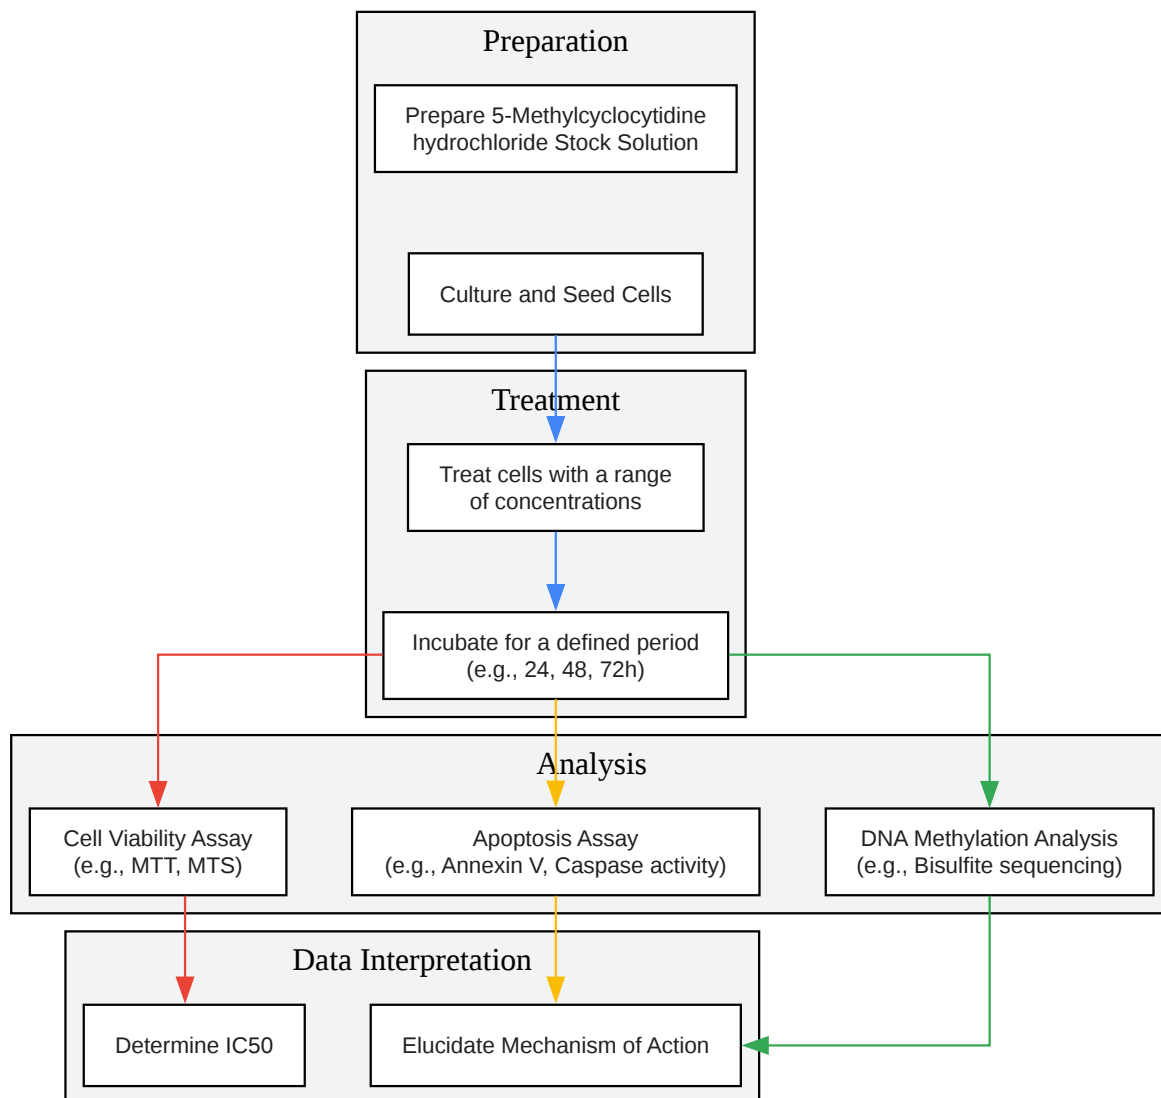 Preparation
Prepare 5-Methylcyclocytidine
hydrochloride Stock Solution
Culture and Seed Cells
Treatment
Treat cells with a range
of concentrations
Incubate for a defined period
(e.g., 24, 48, 72h)
Analysis
Cell Viability Assay
(e.g., MTT, MTS)
Apoptosis Assay
(e.g., Annexin V, Caspase activity)
DNA Methylation Analysis
(e.g., Bisulfite sequencing)
Data Interpretation
Determine IC50
Elucidate Mechanism of Action